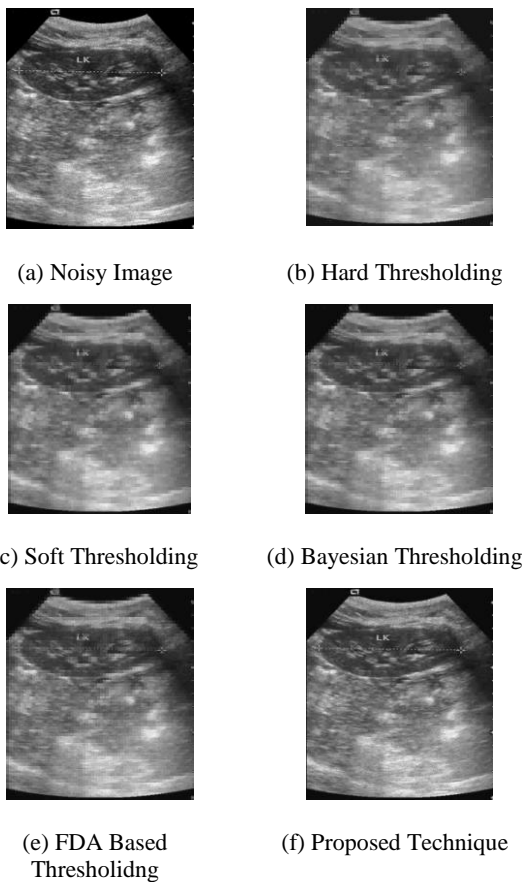 LK
LK
(a) Noisy Image
(b) Hard Thresholding
LK
LK
c) Soft Thresholding
(d) Bayesian Thresholding
LK
LK
(e) FDA Based
Thresholidng
(f) Proposed Technique